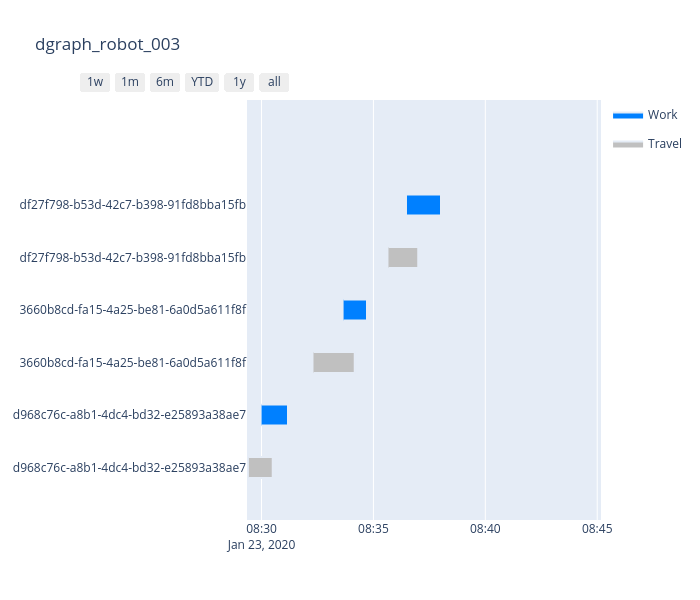 dgraph_robot_003
1w 1m 6m YTD 1y all
Work
Travel
df27f798-b53d-42c7-b398-91fd8bba15fb
df27f798-b53d-42c7-b398-91fd8bba15fb
3660b8cd-fa15-4a25-be81-6a0d5a611f8f
3660b8cd-fa15-4a25-be81-6a0d5a611f8f
d968c76c-a8b1-4dc4-bd32-e25893a38ae7
d968c76c-a8b1-4dc4-bd32-e25893a38ae7
08:30 08:35 08:40 08:45
Jan 23, 2020